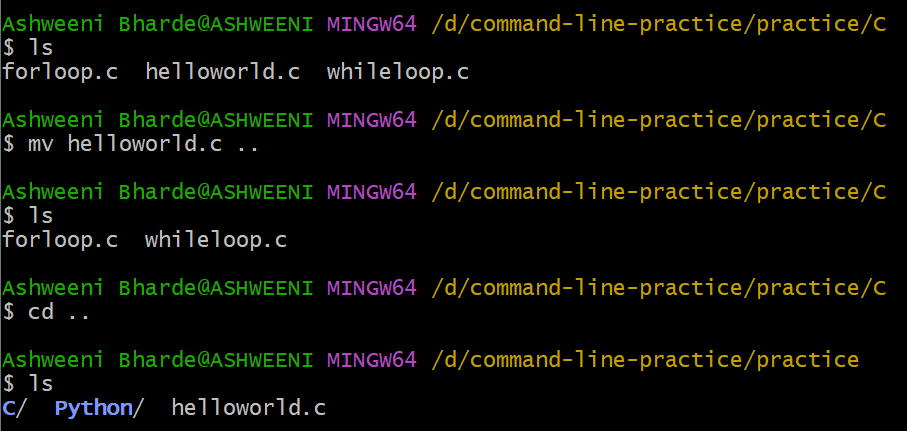 Ashweeni Bharde@ASHWEENI MINGW64 /d/command-line-practice/practice/C
$ ls
forloop.c  helloworld.c  whileloop.c
Ashweeni Bharde@ASHWEENI MINGW64 /d/command-line-practice/practice/C
$ mv helloworld.c ..
Ashweeni Bharde@ASHWEENI MINGW64 /d/command-line-practice/practice/C
$ ls
forloop.c  whileloop.c
Ashweeni Bharde@ASHWEENI MINGW64 /d/command-line-practice/practice/C
$ cd ..
Ashweeni Bharde@ASHWEENI MINGW64 /d/command-line-practice/practice
$ ls
C/  Python/  helloworld.c